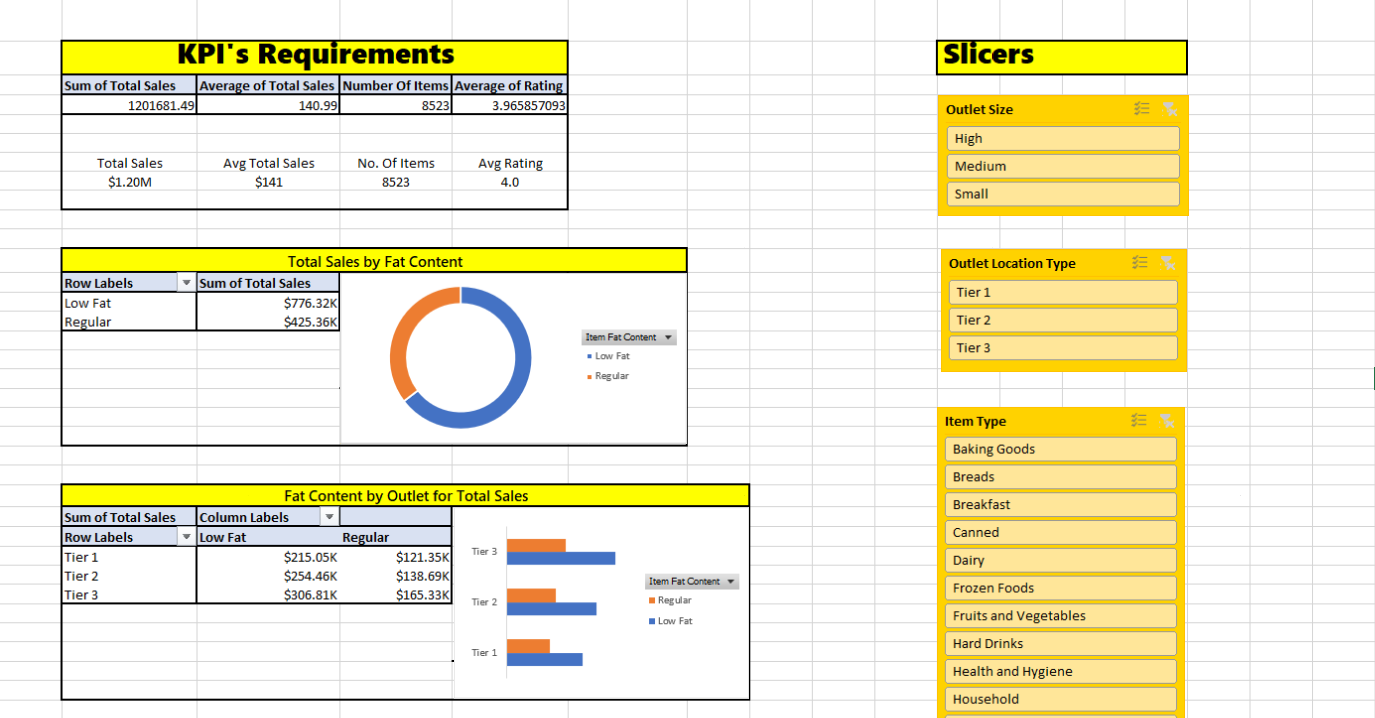 KPI's Requirements
Sum of Total Sales Average of Total Sales Number Of Items Average of Rating
1201681.49 140.99 8523 3.965857093
Total Sales Avg Total Sales No. Of Items Avg Rating
$1.20M $141 8523 4.0
Total Sales by Fat Content
Row Labels Sum of Total Sales
Low Fat $776.32K
Regular $425.36K
Item Fat Content
Low Fat
Regular
Fat Content by Outlet for Total Sales
Sum of Total Sales Column Labels
Row Labels Low Fat Regular
Tier 1 $215.05K $121.35K
Tier 2 $254.46K $138.69K
Tier 3 $306.81K $165.33K
Tier 3
Tier 2
Tier 1
Item Fat Content
Regular
Low Fat
Slicers
Outlet Size
High
Medium
Small
Outlet Location Type
Tier 1
Tier 2
Tier 3
Item Type
Baking Goods
Breads
Breakfast
Canned
Dairy
Frozen Foods
Fruits and Vegetables
Hard Drinks
Health and Hygiene
Household